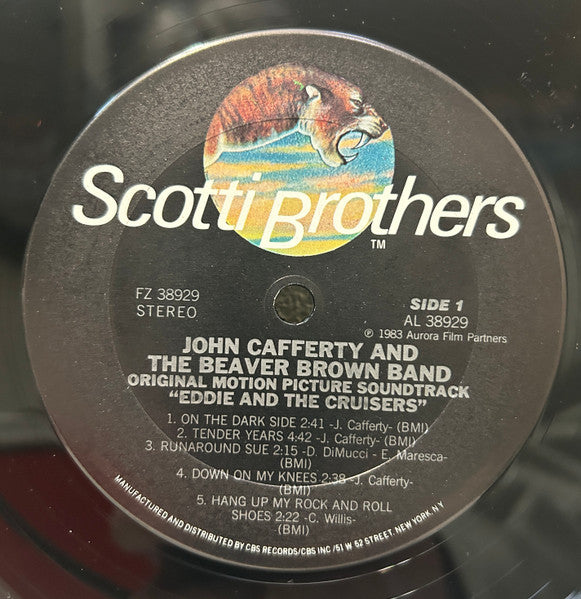 Scotti Brothers
TM
FZ 38929
STEREO
SIDE 1
AL 38929
℗ 1983 Aurora Film Partners
JOHN CAFFERTY AND
THE BEAVER BROWN BAND
ORIGINAL MOTION PICTURE SOUNDTRACK
"EDDIE AND THE CRUISERS"
1. ON THE DARK SIDE 2:41 -J. Cafferty- (BMI)
2. TENDER YEARS 4:42 -J. Cafferty- (BMI)
3. RUNAROUND SUE 2:15 -D. DiMucci - E. Maresca-
(BMI)
4. DOWN ON MY KNEES 2:38 -J. Cafferty-
(BMI)
5. HANG UP MY ROCK AND ROLL
SHOES 2:22 -C. Willis-
(BMI)
MANUFACTURED AND DISTRIBUTED BY CBS RECORDS/CBS INC./51 W 52 STREET, NEW YORK, N.Y.